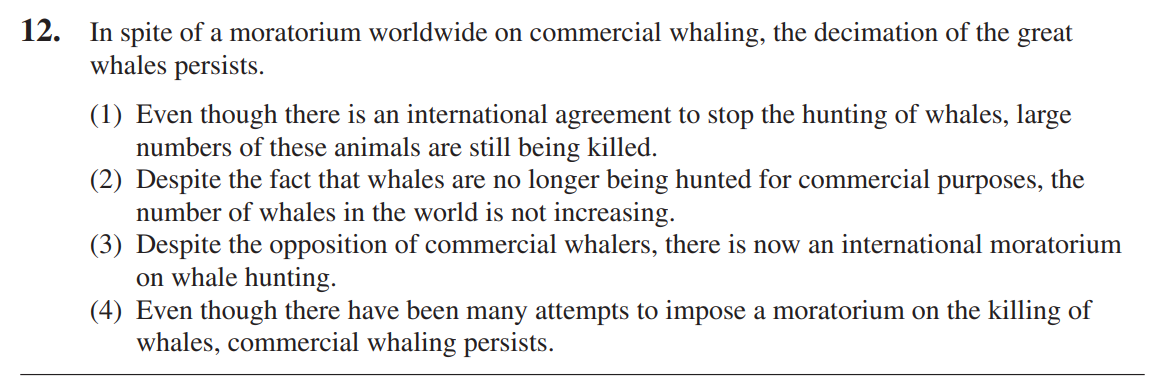 12. In spite of a moratorium worldwide on commercial whaling, the decimation of the great
whales persists.
(1) Even though there is an international agreement to stop the hunting of whales, large
numbers of these animals are still being killed.
(2) Despite the fact that whales are no longer being hunted for commercial purposes, the
number of whales in the world is not increasing.
(3) Despite the opposition of commercial whalers, there is now an international moratorium
on whale hunting.
(4) Even though there have been many attempts to impose a moratorium on the killing of
whales, commercial whaling persists.